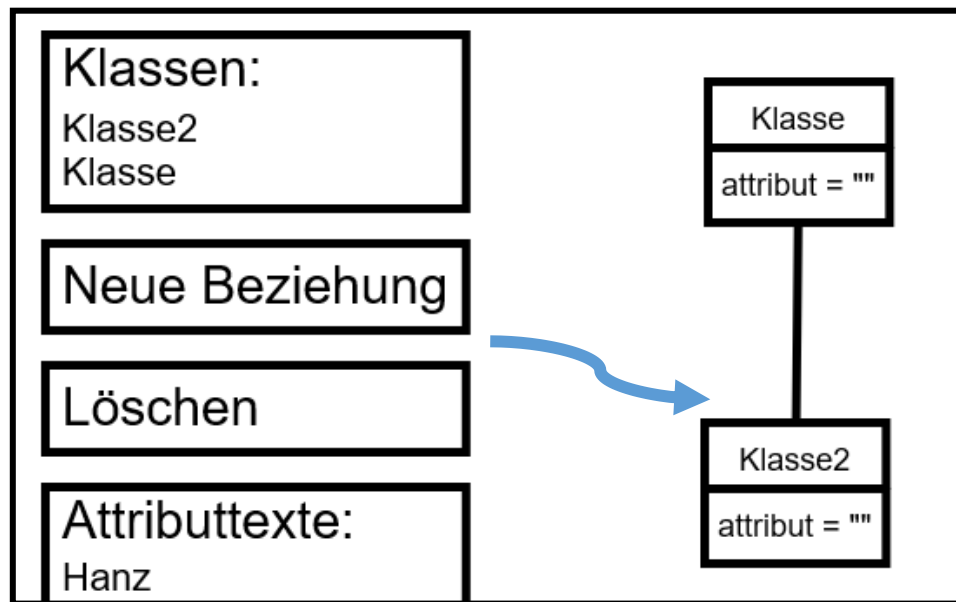 Klassen:
Klasse2
Klasse
Neue Beziehung
Löschen
Attributtexte:
Hanz
Klasse
attribut = ""
Klasse2
attribut = ""